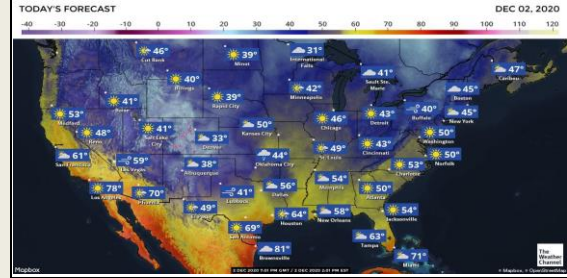 TODAY'S FORECAST
DEC 02, 2020
-40 -30 -20 -10 0 10 20 30 40 50 60 70 80 90 100 110 120
46°
Cut Bank
39°
Minot
31°
International Falls
47°
Caribou
40°
Billings
42°
Minneapolis
41°
Sault Ste. Marie
45°
Boston
41°
Boise
39°
Rapid City
40°
Buffalo
45°
New York
53°
Medford
46°
Chicago
43°
Detroit
48°
Reno
41°
Salt Lake City
33°
Denver
50°
Kansas City
49°
St. Louis
43°
Cincinnati
50°
Washington
61°
San Francisco
59°
Las Vegas
38°
Albuquerque
44°
Oklahoma City
54°
Memphis
53°
Charlotte
50°
Norfolk
78°
Los Angeles
70°
Phoenix
41°
Lubbock
56°
Dallas
50°
Atlanta
49°
64°
Houston
58°
New Orleans
54°
Jacksonville
69°
San Antonio
81°
Brownsville
63°
Tampa
71°
Miami
The
Weather
Channel
Mapbox
© Mapbox, © OpenStreetMap